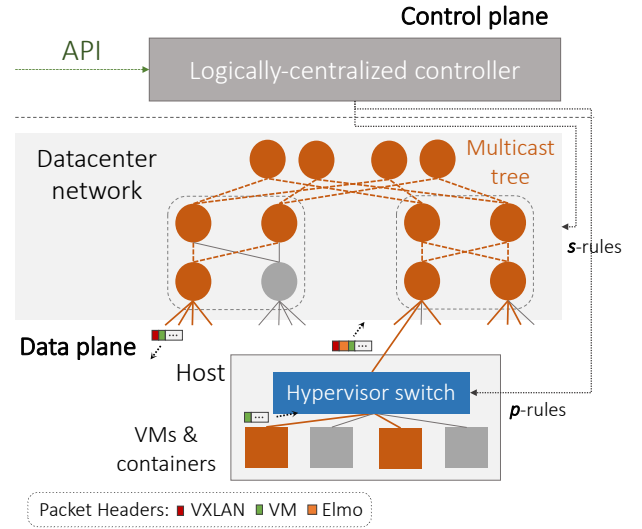 Control plane
API
Logically-centralized controller
Datacenter
network
Multicast
tree
s-rules
Data plane
...
...
Host
Hypervisor switch
...
p-rules
VMs &
containers
Packet Headers: VXLAN VM Elmo